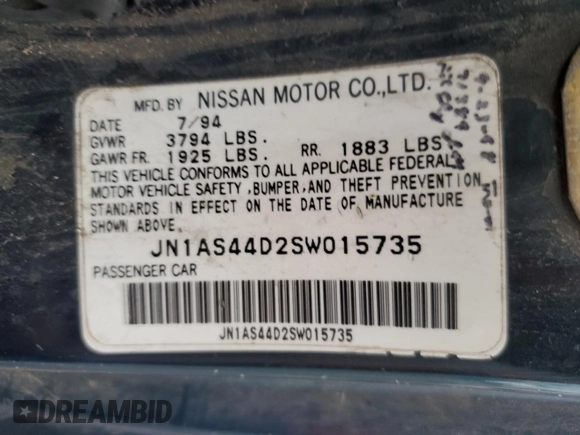 MFD. BY NISSAN MOTOR CO.,LTD.
DATE 7/94
GVWR 3794 LBS.
GAWR FR. 1925 LBS. RR. 1883 LBS
THIS VEHICLE CONFORMS TO ALL APPLICABLE FEDERAL
MOTOR VEHICLE SAFETY ,BUMPER,AND THEFT PREVENTION
STANDARDS IN EFFECT ON THE DATE OF MANUFACTURE
SHOWN ABOVE.
JN1AS44D2SW015735
PASSENGER CAR
JN1AS44D2SW015735
DREAMBID